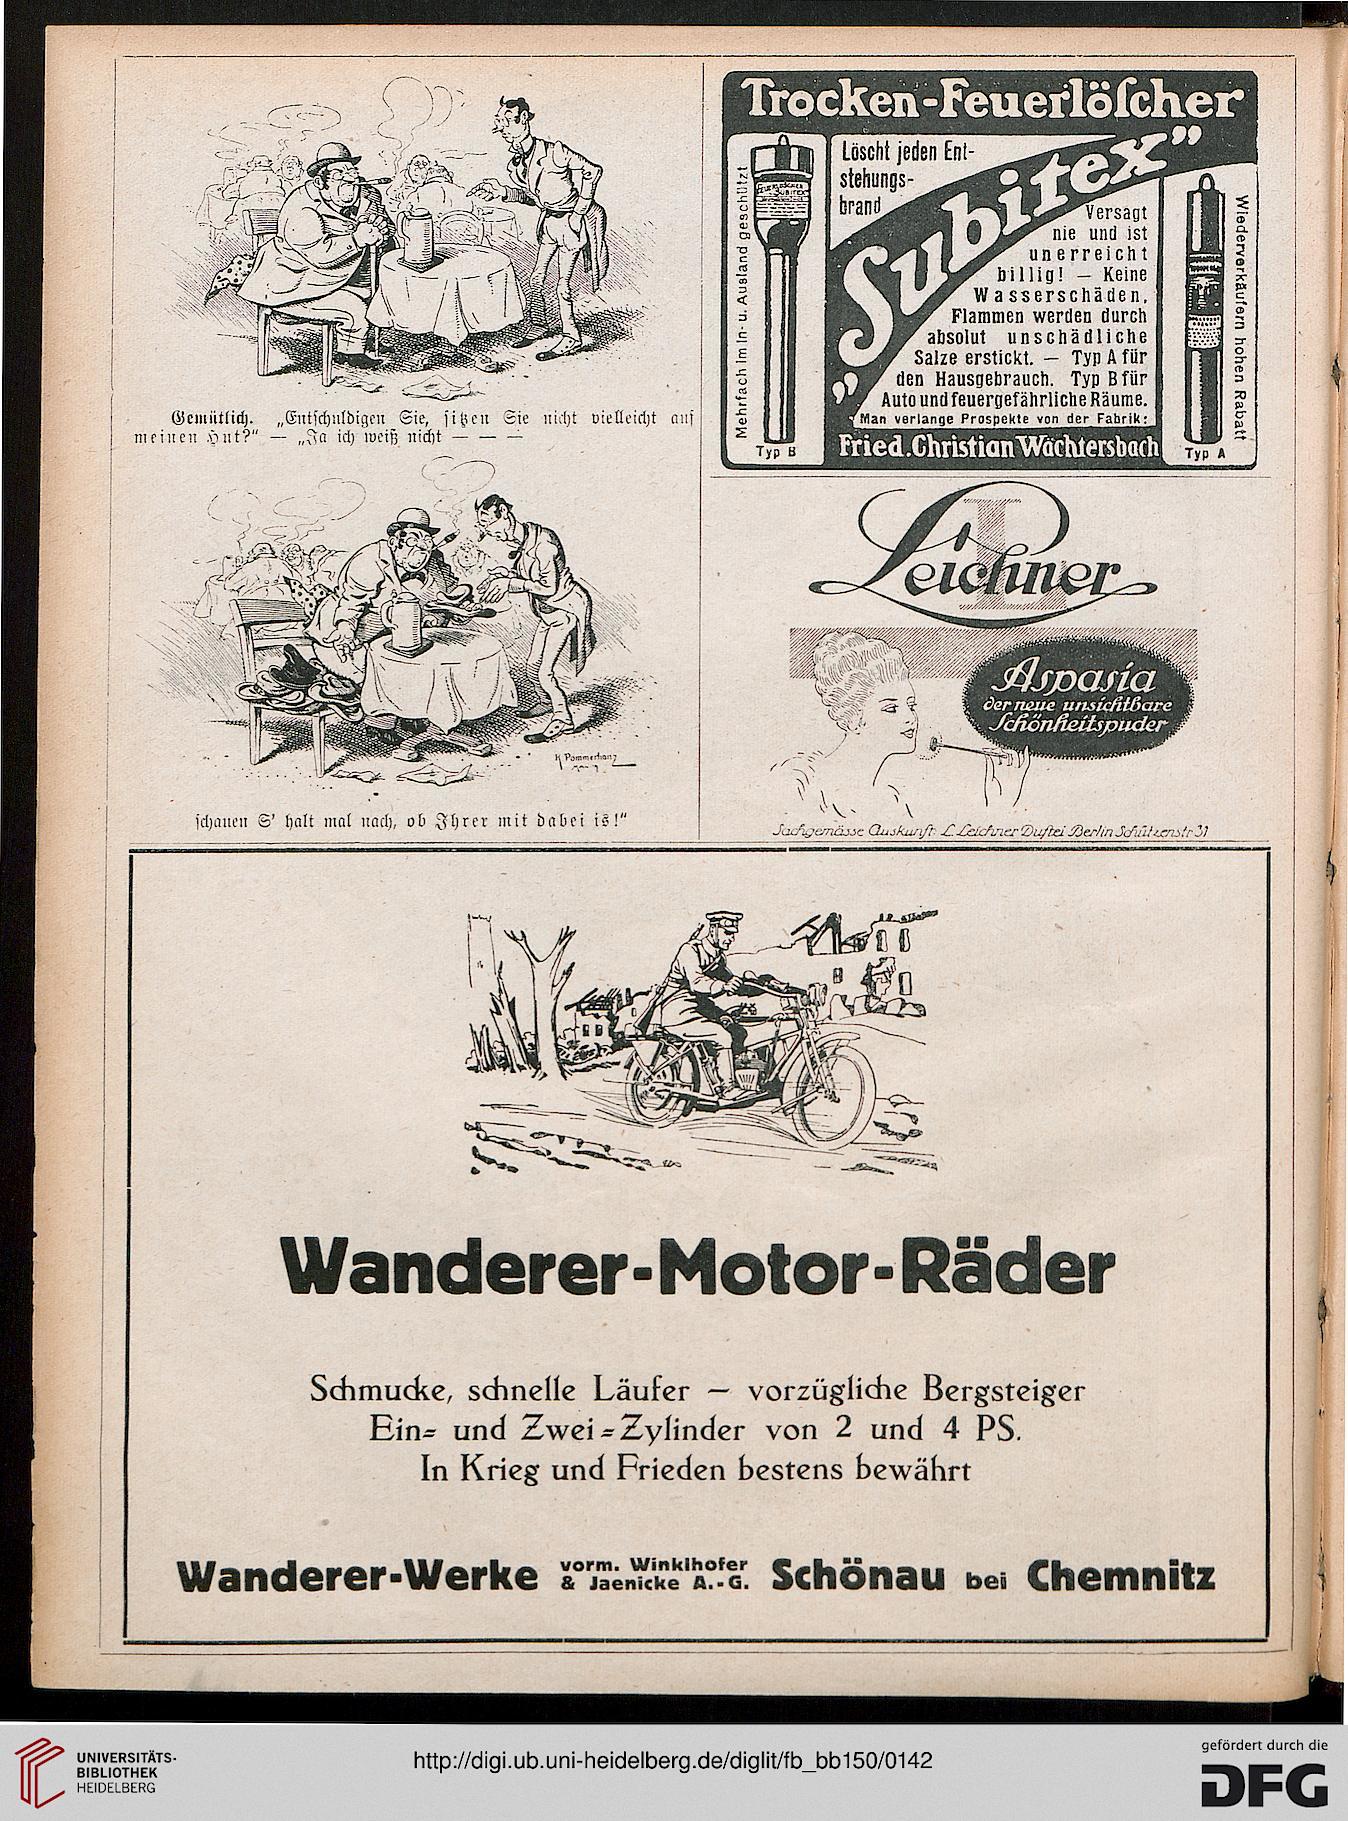 Gemütlich. „Entschuldigen Sie, sitzen Sie nicht vielleicht auf
meinen Hut?“ — „Ja ich weiß nicht — — —
K Pommerhanz
schauen S' halt mal nach, ob Ihrer mit dabei is!“
Trocken-Feuerlöſcher
„Subitex“
Löscht jeden Ent-
stehungs-
brand
Versagt
nie und ist
unerreicht
billig! — Keine
Wasserschäden,
Flammen werden durch
absolut unschädliche
Salze erstickt. — Typ A für
den Hausgebrauch. Typ B für
Auto und feuergefährliche Räume.
Man verlange Prospekte von der Fabrik:
Fried. Christian Wächtersbach
Mehrfach im In- u. Ausland geschützt
FEUERLÖSCHER
SUBITEX
Typ B
Wiederverkäufern hohen Rabatt
Typ A
L
Leichner
Aspasia
der neue unsichtbare
Schönheitspuder
Sachgemässe Auskunft: L. Leichner Duftei Berlin Schützenstr 31
Wanderer-Motor-Räder
Schmucke, schnelle Läufer — vorzügliche Bergsteiger
Ein- und Zwei-Zylinder von 2 und 4 PS.
In Krieg und Frieden bestens bewährt
Wanderer-Werke vorm. Winklhofer & Jaenicke A.-G. Schönau bei Chemnitz
UNIVERSITÄTS-
BIBLIOTHEK
HEIDELBERG
http://digi.ub.uni-heidelberg.de/diglit/fb_bb150/0142
gefördert durch die
DFG